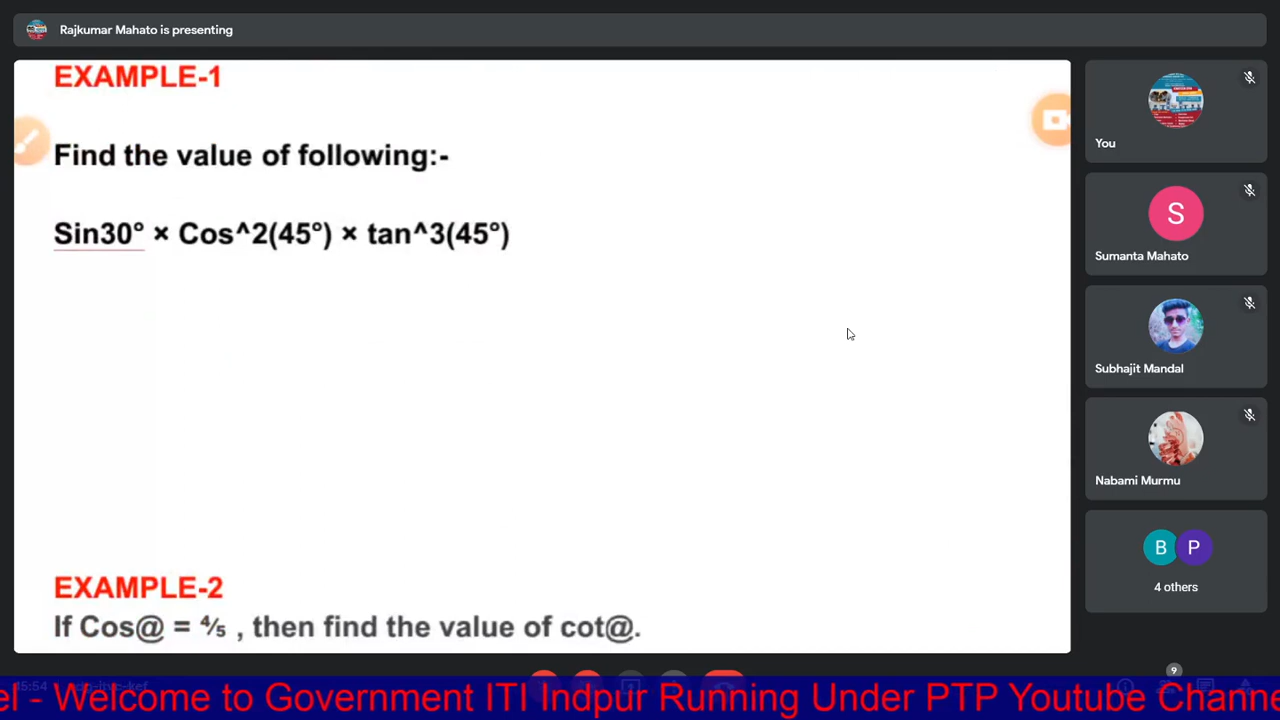 Rajkumar Mahato is presenting
EXAMPLE-1
Find the value of following:-
Sin30° × Cos^2(45°) × tan^3(45°)
EXAMPLE-2
If Cos@ = ⁴⁄₅ , then find the value of cot@.
You
S
Sumanta Mahato
Subhajit Mandal
Nabami Murmu
B P
4 others
9
el - Welcome to Government ITI Indpur Running Under PTP Youtube Channe